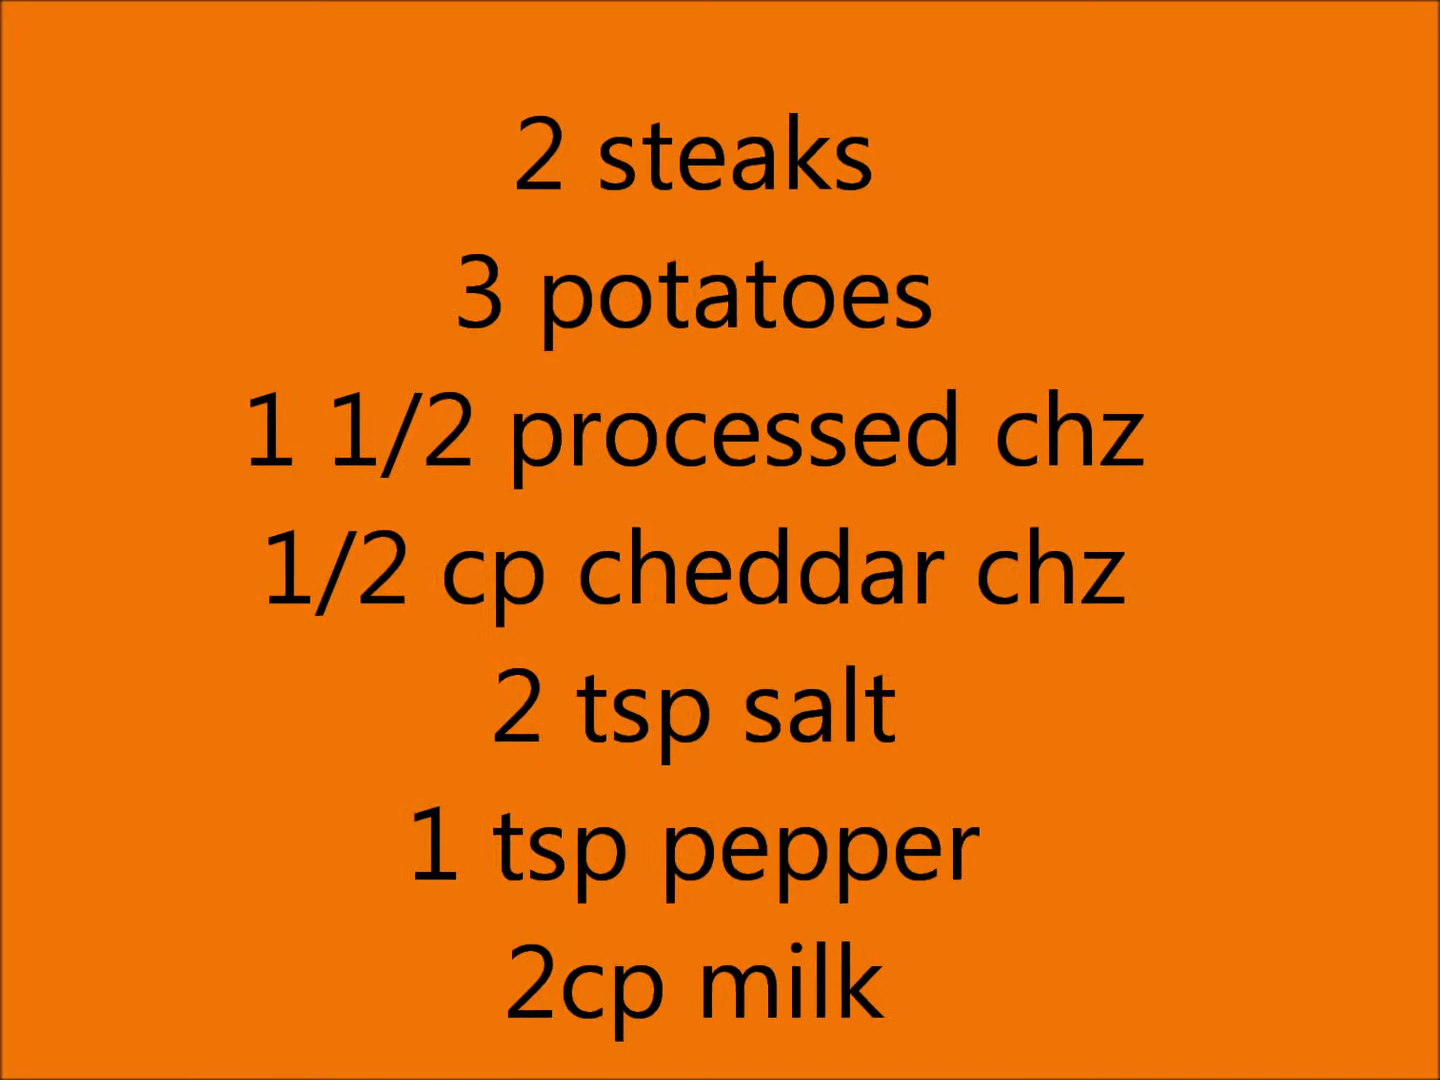 2 steaks
3 potatoes
1 1/2 processed chz
1/2 cp cheddar chz
2 tsp salt
1 tsp pepper
2cp milk